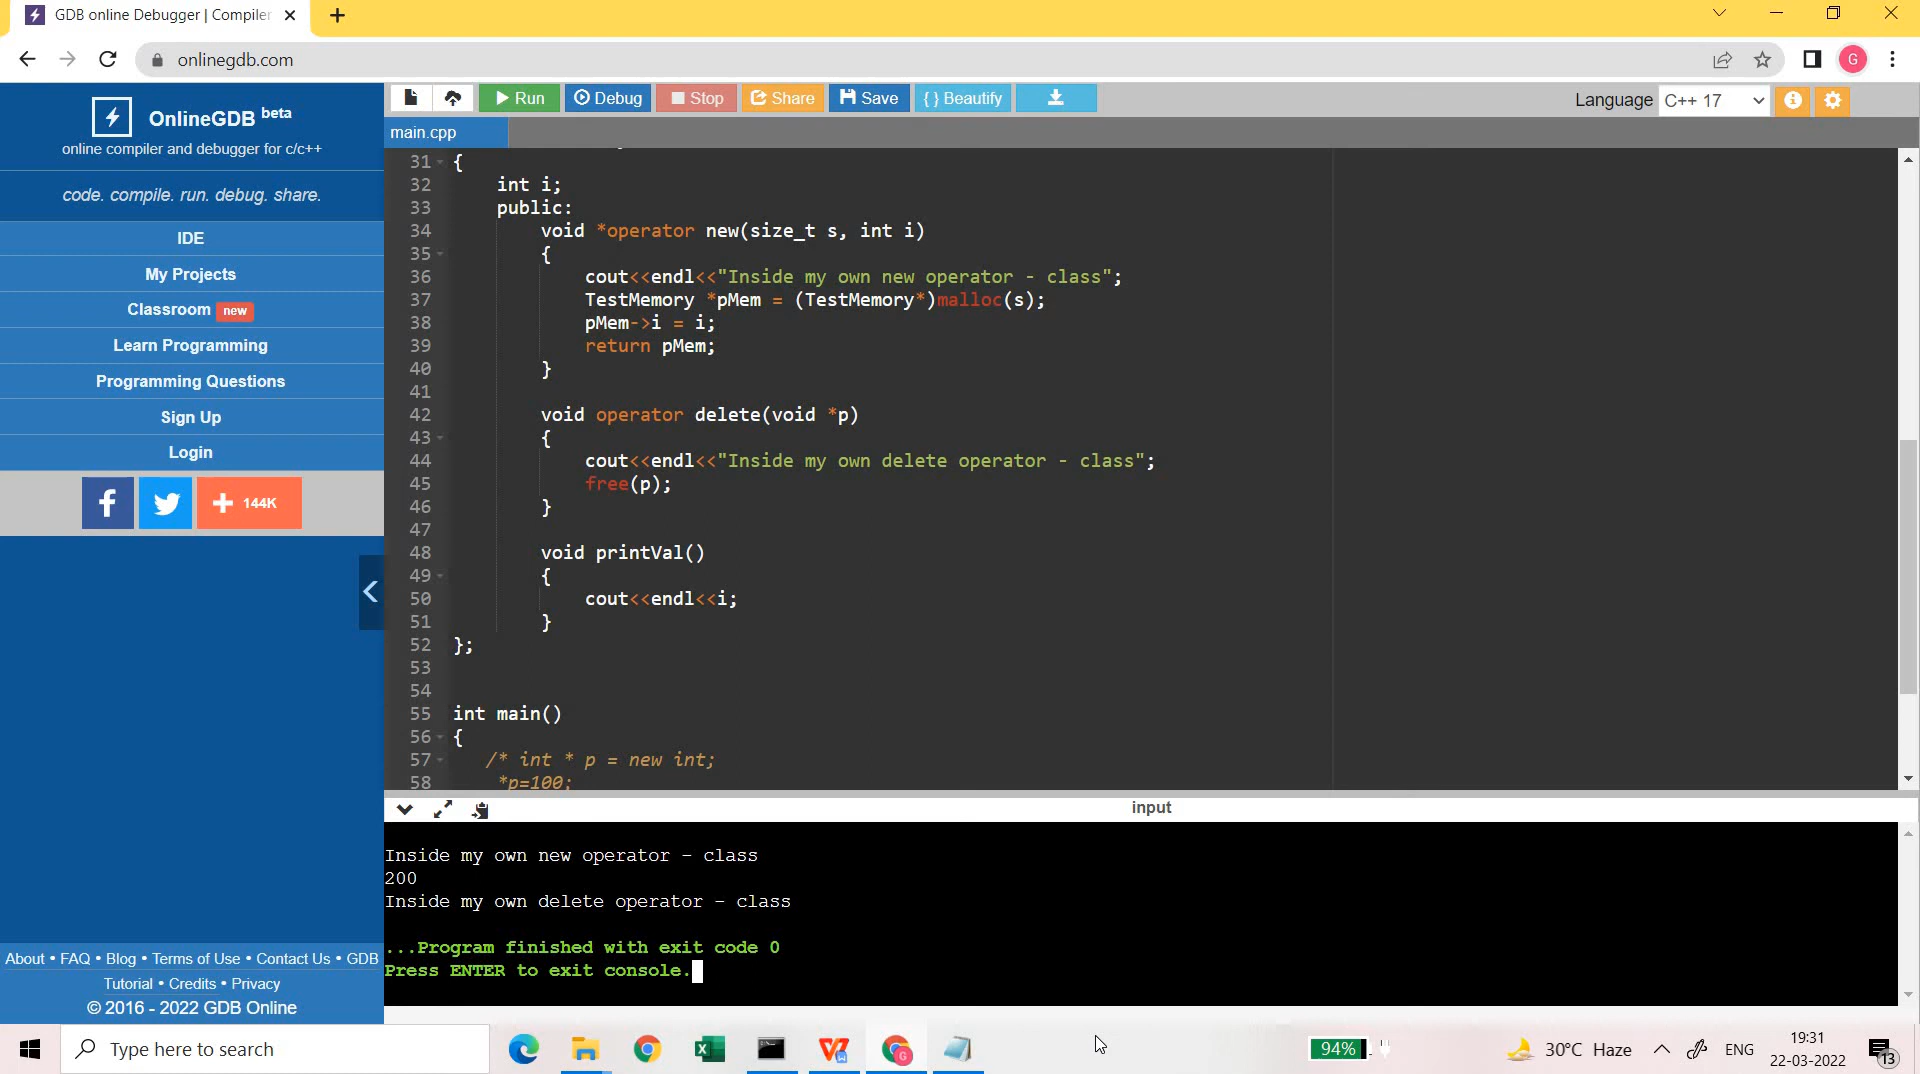 GDB online Debugger | Compiler
onlinegdb.com
G
OnlineGDB beta
online compiler and debugger for c/c++
code. compile. run. debug. share.
IDE
My Projects
Classroom new
Learn Programming
Programming Questions
Sign Up
Login
144K
About • FAQ • Blog • Terms of Use • Contact Us • GDB
Tutorial • Credits • Privacy
© 2016 - 2022 GDB Online
Run Debug Stop Share Save { } Beautify
Language C++ 17
main.cpp
31 {
32 int i;
33 public:
34 void *operator new(size_t s, int i)
35 {
36 cout<<endl<<"Inside my own new operator - class";
37 TestMemory *pMem = (TestMemory*)malloc(s);
38 pMem->i = i;
39 return pMem;
40 }
41
42 void operator delete(void *p)
43 {
44 cout<<endl<<"Inside my own delete operator - class";
45 free(p);
46 }
47
48 void printVal()
49 {
50 cout<<endl<<i;
51 }
52 };
53
54
55 int main()
56 {
57 /* int * p = new int;
58 *p=100;
input
Inside my own new operator - class
200
Inside my own delete operator - class
...Program finished with exit code 0
Press ENTER to exit console.
Type here to search
94%
30°C Haze
ENG
19:31
22-03-2022
13